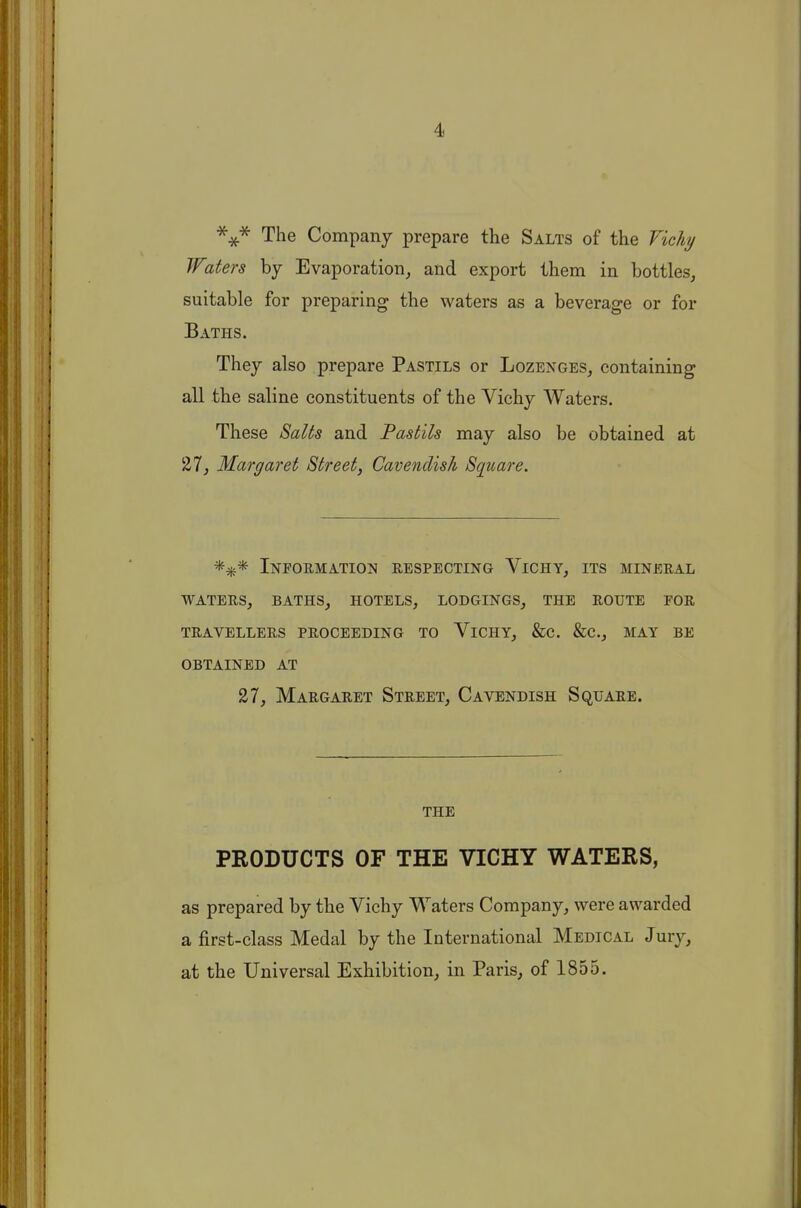 4
*** The Company prepare the Salts of the Vichy
Waters by Evaporation, and export them in bottles,
suitable for preparing the waters as a beverage or for
Baths.
They also prepare Pastils or Lozenges, containing
all the saline constituents of the Vichy Waters.
These Salts and Pastils may also be obtained at
27, Margaret Street, Cavendish Square.
*** Information respecting Vichy, its mineral
waters, baths, hotels, lodgings, the route for
travellers proceeding to Vichy, &c. &c., may be
obtained at
27, Margaret Street, Cavendish Square.
THE
PRODUCTS OF THE VICHY WATERS,
as prepared by the Vichy Waters Company, were awarded
a first-class Medal by the International Medical Jury,
at the Universal Exhibition, in Paris, of 1855.